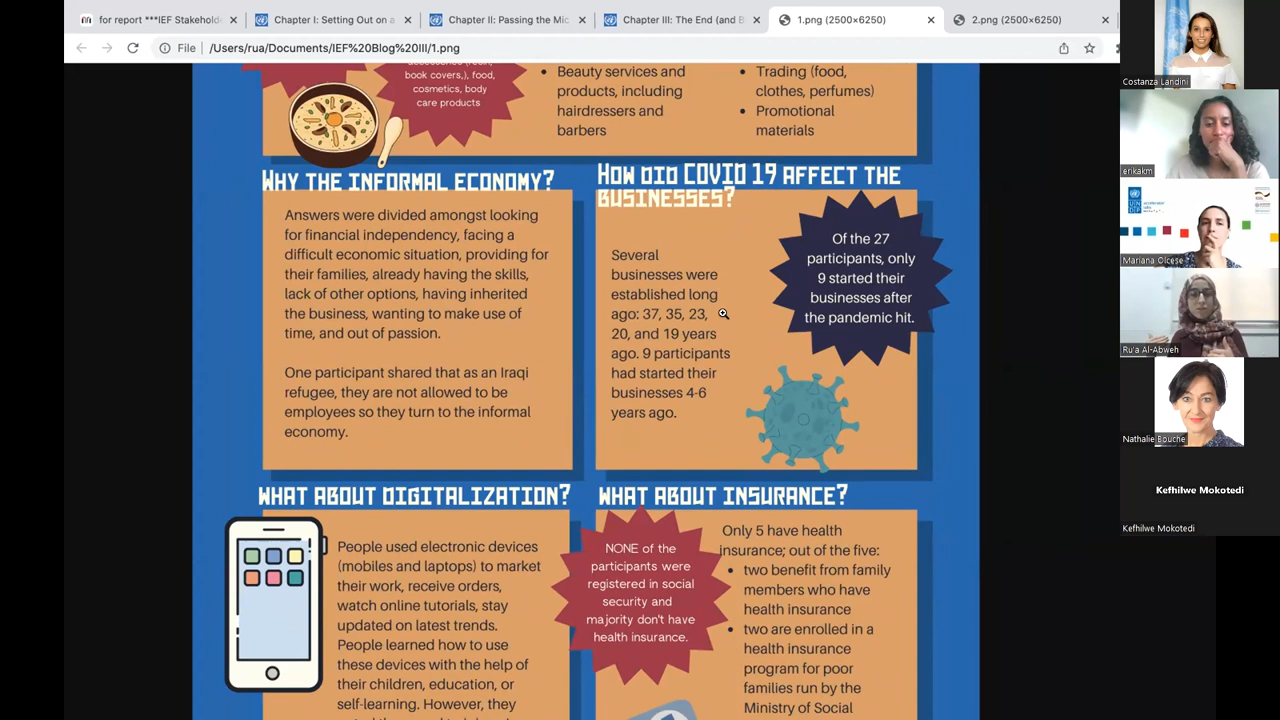 for report ***IEF Stakehold
Chapter I: Setting Out on a
Chapter II: Passing the Mic
Chapter III: The End (and B
1.png (2500×6250)
2.png (2500×6250)
File
/Users/rua/Documents/IEF%20Blog%20III/1.png
book covers,), food,
cosmetics, body
care products
• Beauty services and
products, including
hairdressers and
barbers
• Trading (food,
clothes, perfumes)
• Promotional
materials
WHY THE INFORMAL ECONOMY?
Answers were divided amongst looking
for financial independency, facing a
difficult economic situation, providing for
their families, already having the skills,
lack of other options, having inherited
the business, wanting to make use of
time, and out of passion.
One participant shared that as an Iraqi
refugee, they are not allowed to be
employees so they turn to the informal
economy.
HOW DID COVID 19 AFFECT THE
BUSINESSES?
Several
businesses were
established long
ago: 37, 35, 23,
20, and 19 years
ago. 9 participants
had started their
businesses 4-6
years ago.
Of the 27
participants, only
9 started their
businesses after
the pandemic hit.
WHAT ABOUT DIGITALIZATION?
People used electronic devices
(mobiles and laptops) to market
their work, receive orders,
watch online tutorials, stay
updated on latest trends.
People learned how to use
these devices with the help of
their children, education, or
self-learning. However, they
WHAT ABOUT INSURANCE?
NONE of the
participants were
registered in social
security and
majority don't have
health insurance.
Only 5 have health
insurance; out of the five:
• two benefit from family
members who have
health insurance
• two are enrolled in a
health insurance
program for poor
families run by the
Ministry of Social
Costanza Landini
erikakm
Mariana Olcese
Ru'a Al-Abweh
Nathalie Bouche
Kefhilwe Mokotedi
Kefhilwe Mokotedi